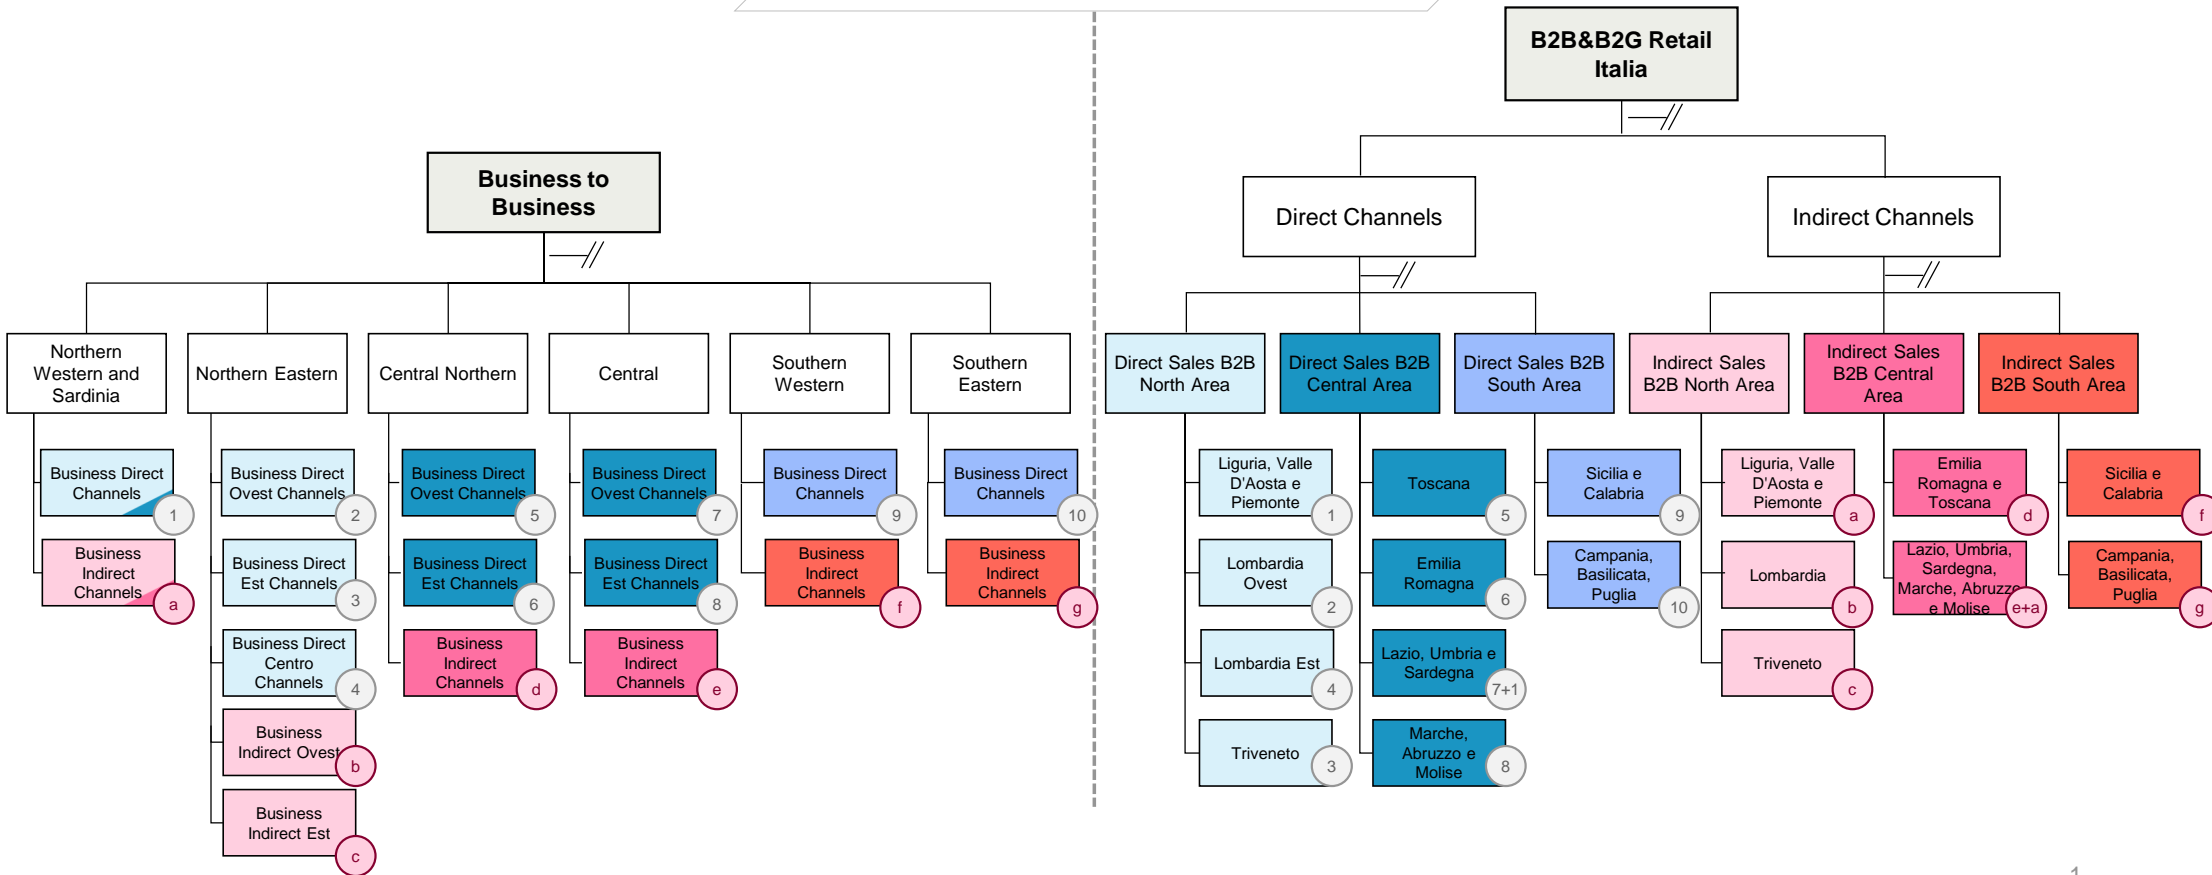 Business to
Business
Northern
Western and
Sardinia
Northern Eastern
Central Northern
Central
Southern
Western
Southern
Eastern
Business Direct
Channels
1
Business
Indirect
Channels
a
Business Direct
Ovest Channels
2
Business Direct
Est Channels
3
Business Direct
Centro
Channels
4
Business
Indirect Ovest
b
Business
Indirect Est
c
Business Direct
Ovest Channels
5
Business Direct
Est Channels
6
Business
Indirect
Channels
d
Business Direct
Ovest Channels
7
Business Direct
Est Channels
8
Business
Indirect
Channels
e
Business Direct
Channels
9
Business
Indirect
Channels
f
Business Direct
Channels
10
Business
Indirect
Channels
g
B2B&B2G Retail
Italia
Direct Channels
Indirect Channels
Direct Sales B2B
North Area
Direct Sales B2B
Central Area
Direct Sales B2B
South Area
Indirect Sales
B2B North Area
Indirect Sales
B2B Central
Area
Indirect Sales
B2B South Area
Liguria, Valle
D'Aosta e
Piemonte
1
Lombardia
Ovest
2
Lombardia Est
4
Triveneto
3
Toscana
5
Emilia
Romagna
6
Lazio, Umbria e
Sardegna
7+1
Marche,
Abruzzo e
Molise
8
Sicilia e
Calabria
9
Campania,
Basilicata,
Puglia
10
Liguria, Valle
D'Aosta e
Piemonte
a
Lombardia
b
Triveneto
c
Emilia
Romagna e
Toscana
d
Lazio, Umbria,
Sardegna,
Marche, Abruzzo
e Molise
e+a
Sicilia e
Calabria
f
Campania,
Basilicata,
Puglia
g
1